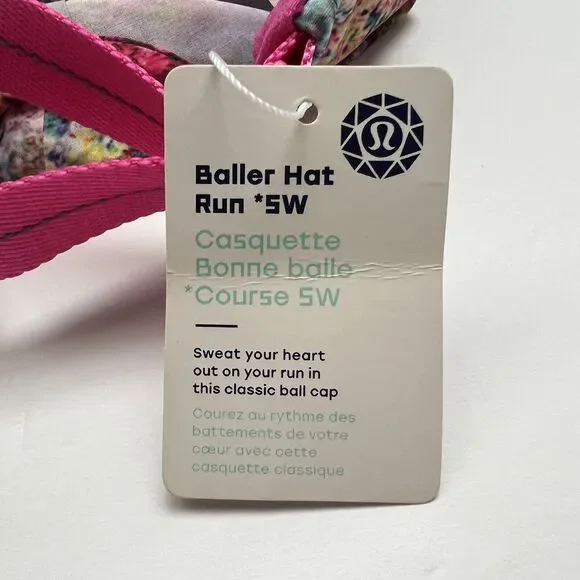 Baller Hat
Run *SW
Casquette
Bonne balle
*Course SW
Sweat your heart
out on your run in
this classic ball cap
Courez au rythme des
battements de votre
cœur avec cette
casquette classique